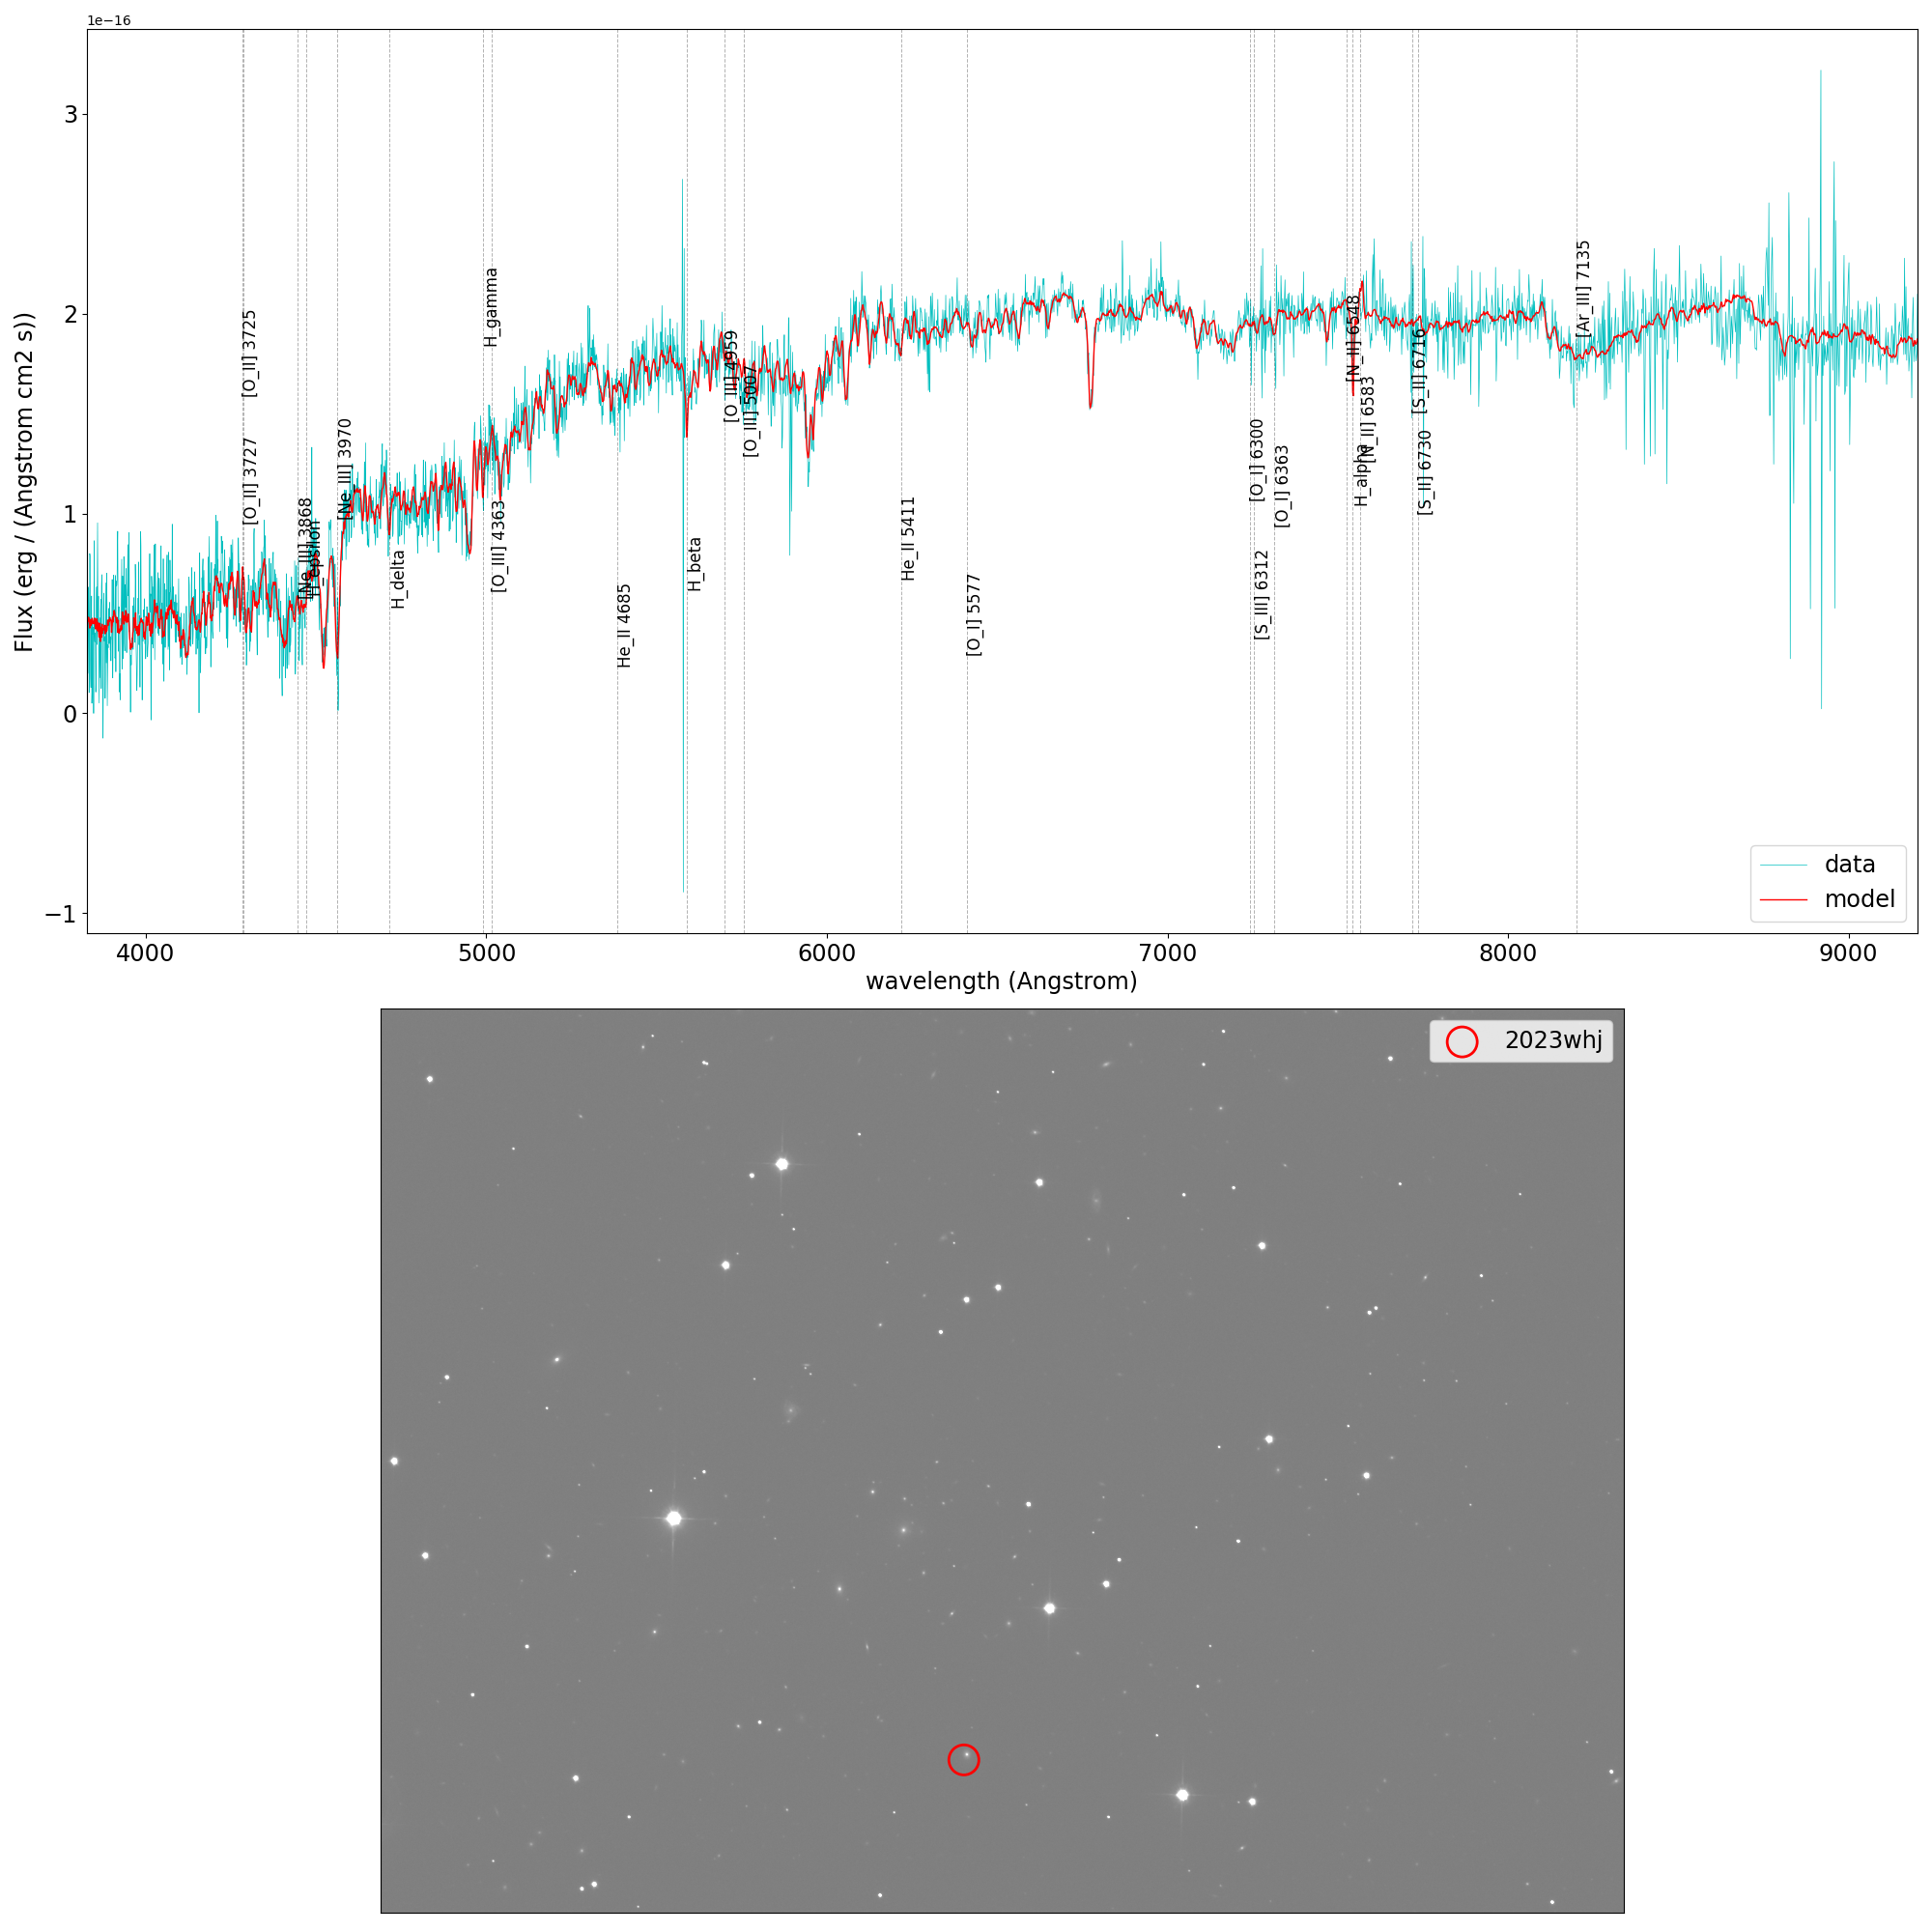 1e−16
Flux (erg / (Angstrom cm2 s))
3
2
1
0
−1
[O_II] 3725
[O_II] 3727
[Ne_III] 3868
H_epsilon
[Ne_III] 3970
H_delta
H_gamma
[O_III] 4363
He_II 4685
H_beta
[O_III] 4959
[O_III] 5007
He_II 5411
[O_I] 5577
[O_I] 6300
[S_III] 6312
[O_I] 6363
[N_II] 6548
H_alpha
[N_II] 6583
[S_II] 6716
[S_II] 6730
[Ar_III] 7135
data
model
4000 5000 6000 7000 8000 9000
wavelength (Angstrom)
2023whj